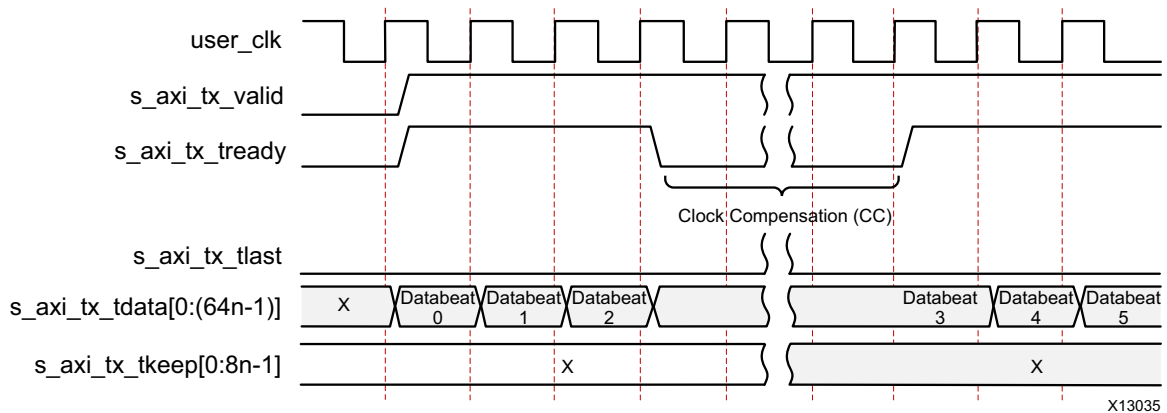 user_clk
s_axi_tx_valid
s_axi_tx_tready
Clock Compensation (CC)
s_axi_tx_tlast
s_axi_tx_tdata[0:(64n-1)]
X
Databeat
0
Databeat
1
Databeat
2
Databeat
3
Databeat
4
Databeat
5
s_axi_tx_tkeep[0:8n-1]
X
X
X13035